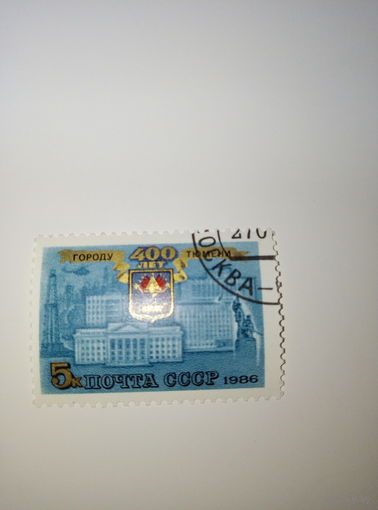 270
ОСКВА-
400
ЛЕТ
ГОРОДУ ТЮМЕНИ
5к ПОЧТА СССР 1986